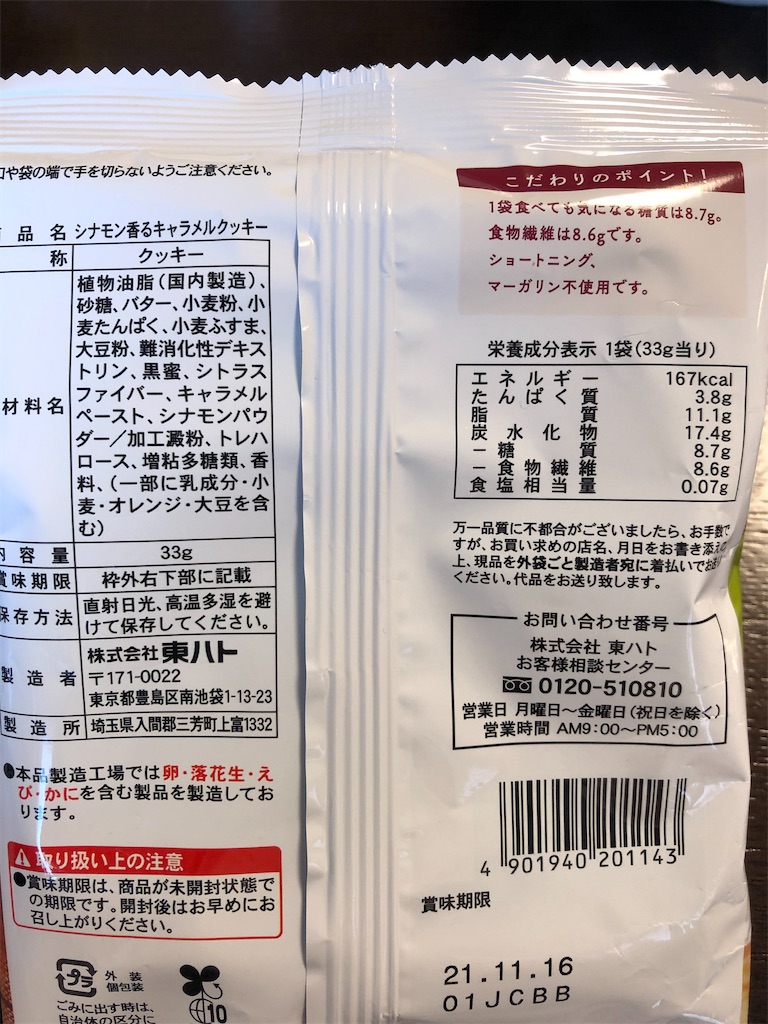 や袋の端で手を切らないようご注意ください。
品名 シナモン香るキャラメルクッキー
称 クッキー
材料名
植物油脂(国内製造)、
砂糖、バター、小麦粉、小
麦たんぱく、小麦ふすま、
大豆粉、難消化性デキス
トリン、黒蜜、シトラス
ファイバー、キャラメル
ペースト、シナモンパウ
ダー/加工澱粉、トレハ
ロース、増粘多糖類、香
料、(一部に乳成分・小
麦・オレンジ・大豆を含
む)
内容量 33g
賞味期限 枠外右下部に記載
保存方法 直射日光、高温多湿を避
けて保存してください。
製造者 株式会社 東ハト
〒171-0022
東京都豊島区南池袋1-13-23
製造所 埼玉県入間郡三芳町上富1332
●本品製造工場では卵・落花生・え
び・かにを含む製品を製造してお
ります。
取り扱い上の注意
●賞味期限は、商品が未開封状態で
の期限です。開封後はお早めにお
召し上がりください。
プラ
外装
個包装
ごみに出す時は、
自治体の区分に
10
こだわりのポイント!
1袋食べても気になる糖質は8.7g。
食物繊維は8.6gです。
ショートニング、
マーガリン不使用です。
栄養成分表示 1袋(33g当り)
エネルギー 167kcal
たんぱく質 3.8g
脂質 11.1g
炭水化物 17.4g
－糖質 8.7g
－食物繊維 8.6g
食塩相当量 0.07g
万一品質に不都合がございましたら、お手数で
すが、お買い求めの店名、月日をお書き添えの
上、現品を外袋ごと製造者宛に着払いでお送り
ください。代品をお送り致します。
お問い合わせ番号
株式会社 東ハト
お客様相談センター
0120-510810
営業日 月曜日～金曜日(祝日を除く)
営業時間 AM9:00～PM5:00
4 901940 201143
賞味期限
21.11.16
01JCBB